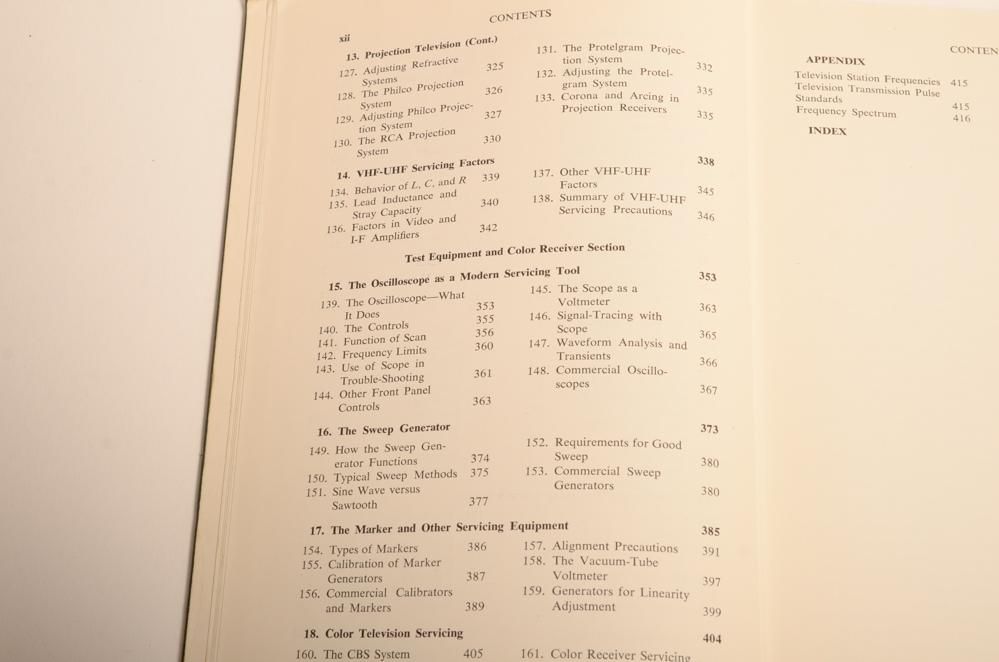 CONTENTS
xii
13. Projection Television (Cont.)
127. Adjusting Refractive
Systems 325
128. The Philco Projection
System 326
129. Adjusting Philco Projec-
tion System 327
130. The RCA Projection
System 330
131. The Protelgram Projec-
tion System 332
132. Adjusting the Protel-
gram System 335
133. Corona and Arcing in
Projection Receivers 335
14. VHF-UHF Servicing Factors 338
134. Behavior of L, C, and R 339
135. Lead Inductance and
Stray Capacity 340
136. Factors in Video and
I-F Amplifiers 342
137. Other VHF-UHF
Factors 345
138. Summary of VHF-UHF
Servicing Precautions 346
Test Equipment and Color Receiver Section
15. The Oscilloscope as a Modern Servicing Tool 353
139. The Oscilloscope—What
It Does 353
140. The Controls 355
141. Function of Scan 356
142. Frequency Limits 360
143. Use of Scope in
Trouble-Shooting 361
144. Other Front Panel
Controls 363
145. The Scope as a
Voltmeter 363
146. Signal-Tracing with
Scope 365
147. Waveform Analysis and
Transients 366
148. Commercial Oscillo-
scopes 367
16. The Sweep Generator 373
149. How the Sweep Gen-
erator Functions 374
150. Typical Sweep Methods 375
151. Sine Wave versus
Sawtooth 377
152. Requirements for Good
Sweep 380
153. Commercial Sweep
Generators 380
17. The Marker and Other Servicing Equipment 385
154. Types of Markers 386
155. Calibration of Marker
Generators 387
156. Commercial Calibrators
and Markers 389
157. Alignment Precautions 391
158. The Vacuum-Tube
Voltmeter 397
159. Generators for Linearity
Adjustment 399
18. Color Television Servicing 404
160. The CBS System 405
161. Color Receiver Servicing
CONTEN
APPENDIX
Television Station Frequencies 415
Television Transmission Pulse
Standards 415
Frequency Spectrum 416
INDEX